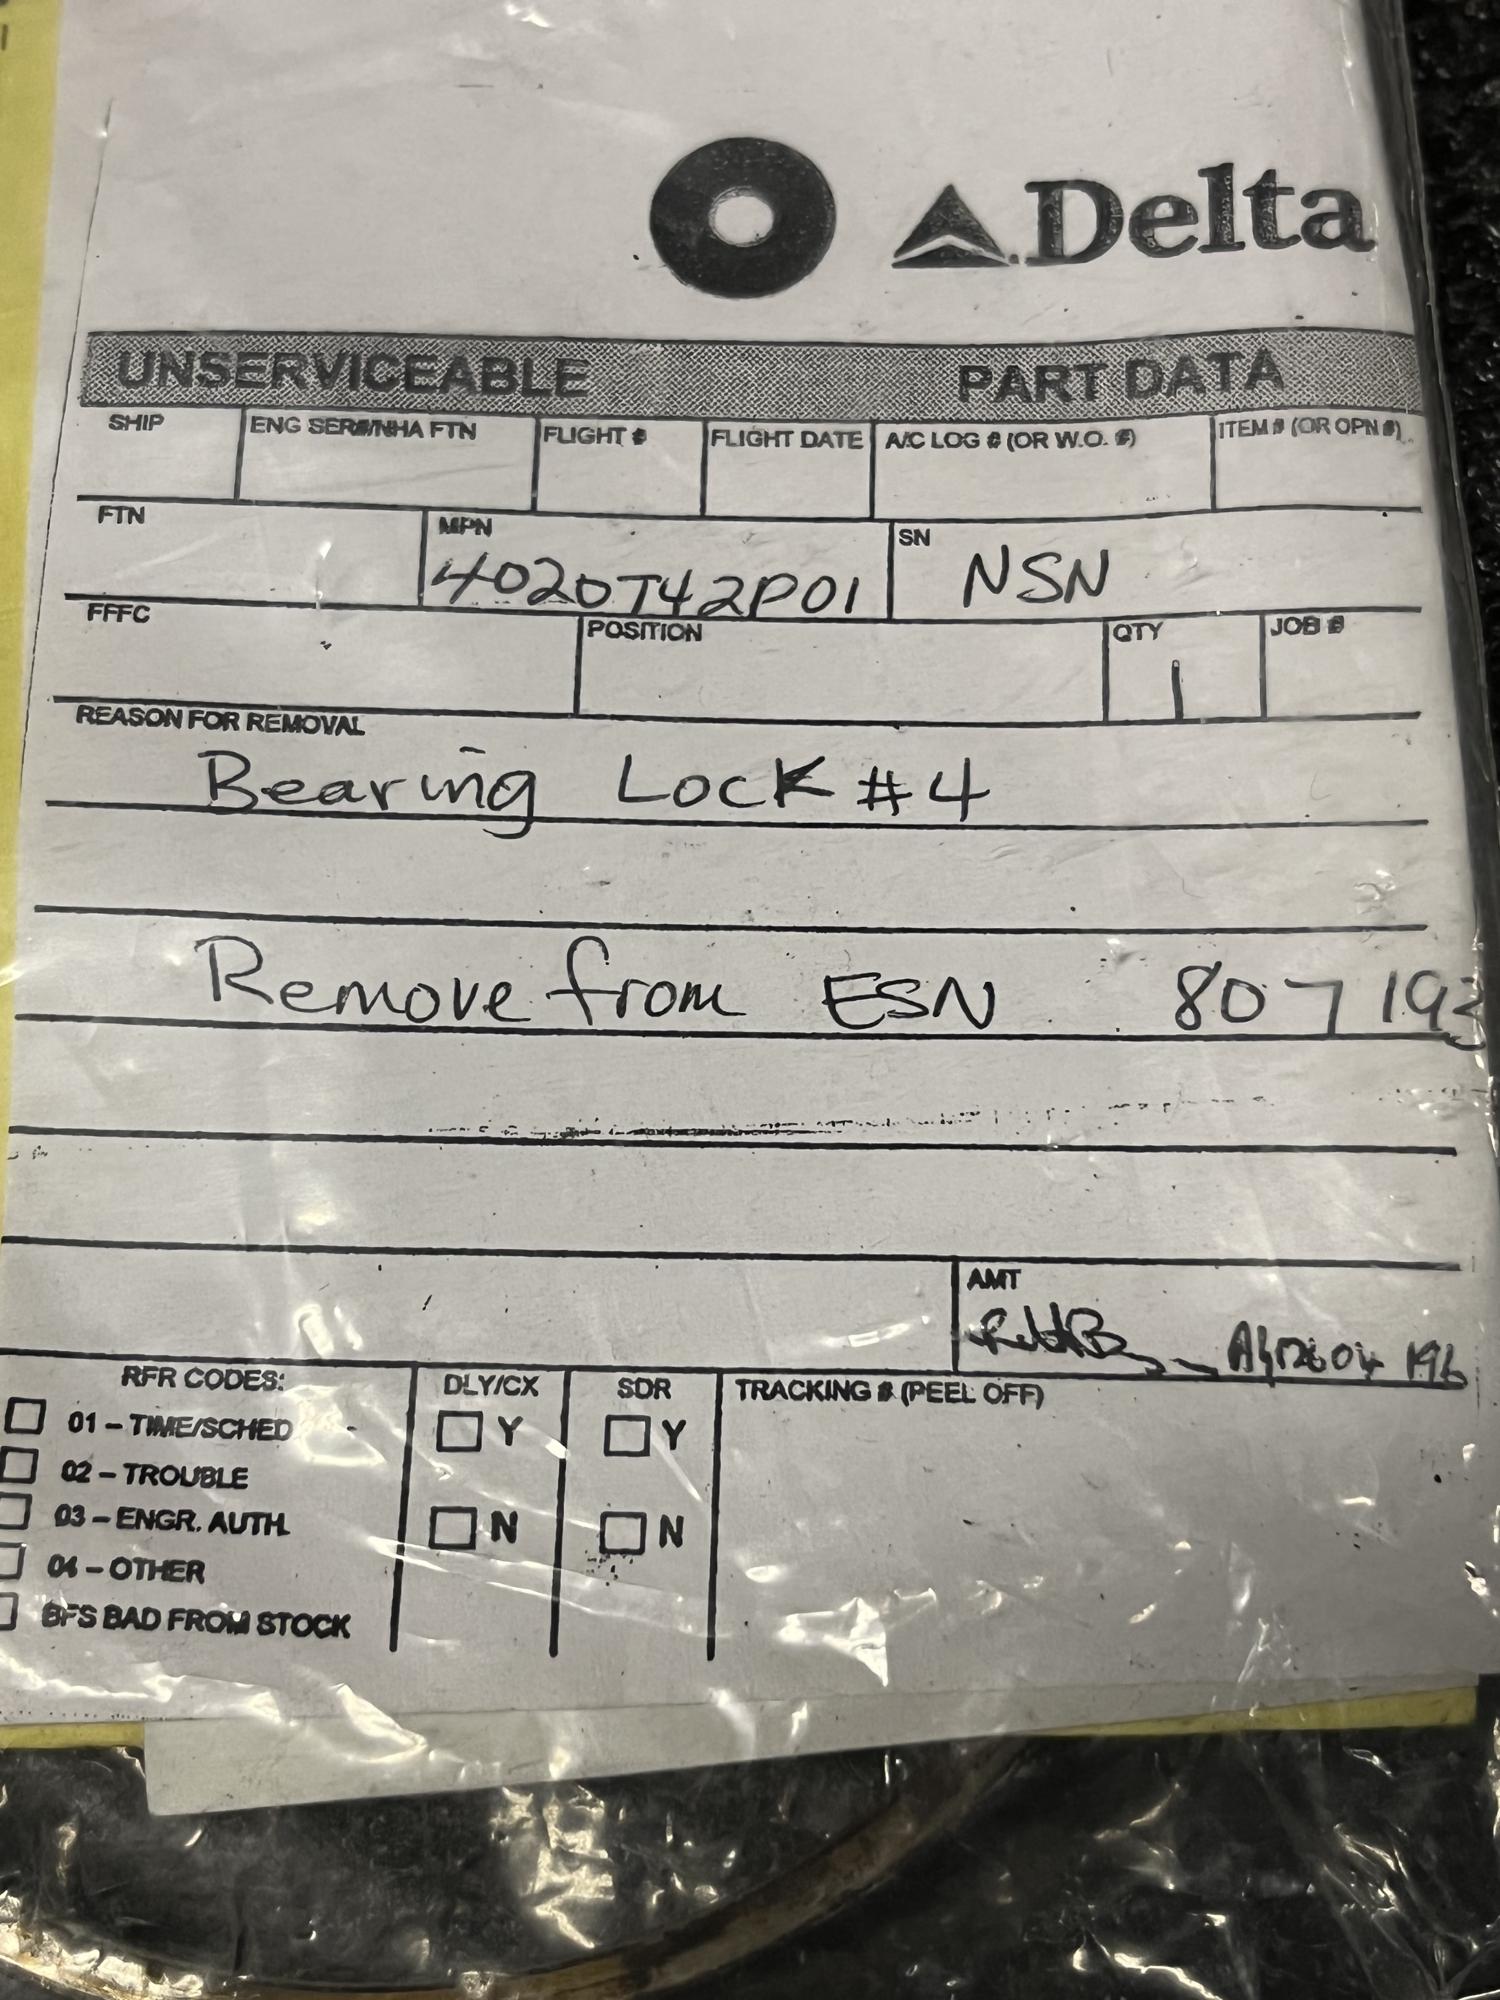 Delta
UNSERVICEABLE PART DATA
SHIP ENG SER#/NHA FTN FLIGHT # FLIGHT DATE A/C LOG # (OR W.O. #) ITEM # (OR OPN #)
FTN MPN SN
4020T42P01 NSN
FFFC POSITION QTY JOB #
1
REASON FOR REMOVAL
Bearing Lock #4
Remove from ESN 807193
AMT
RFR CODES: DLY/CX SDR TRACKING # (PEEL OFF)
01 – TIME/SCHED Y Y
02 – TROUBLE
03 – ENGR. AUTH. N N
04 – OTHER
BFS BAD FROM STOCK